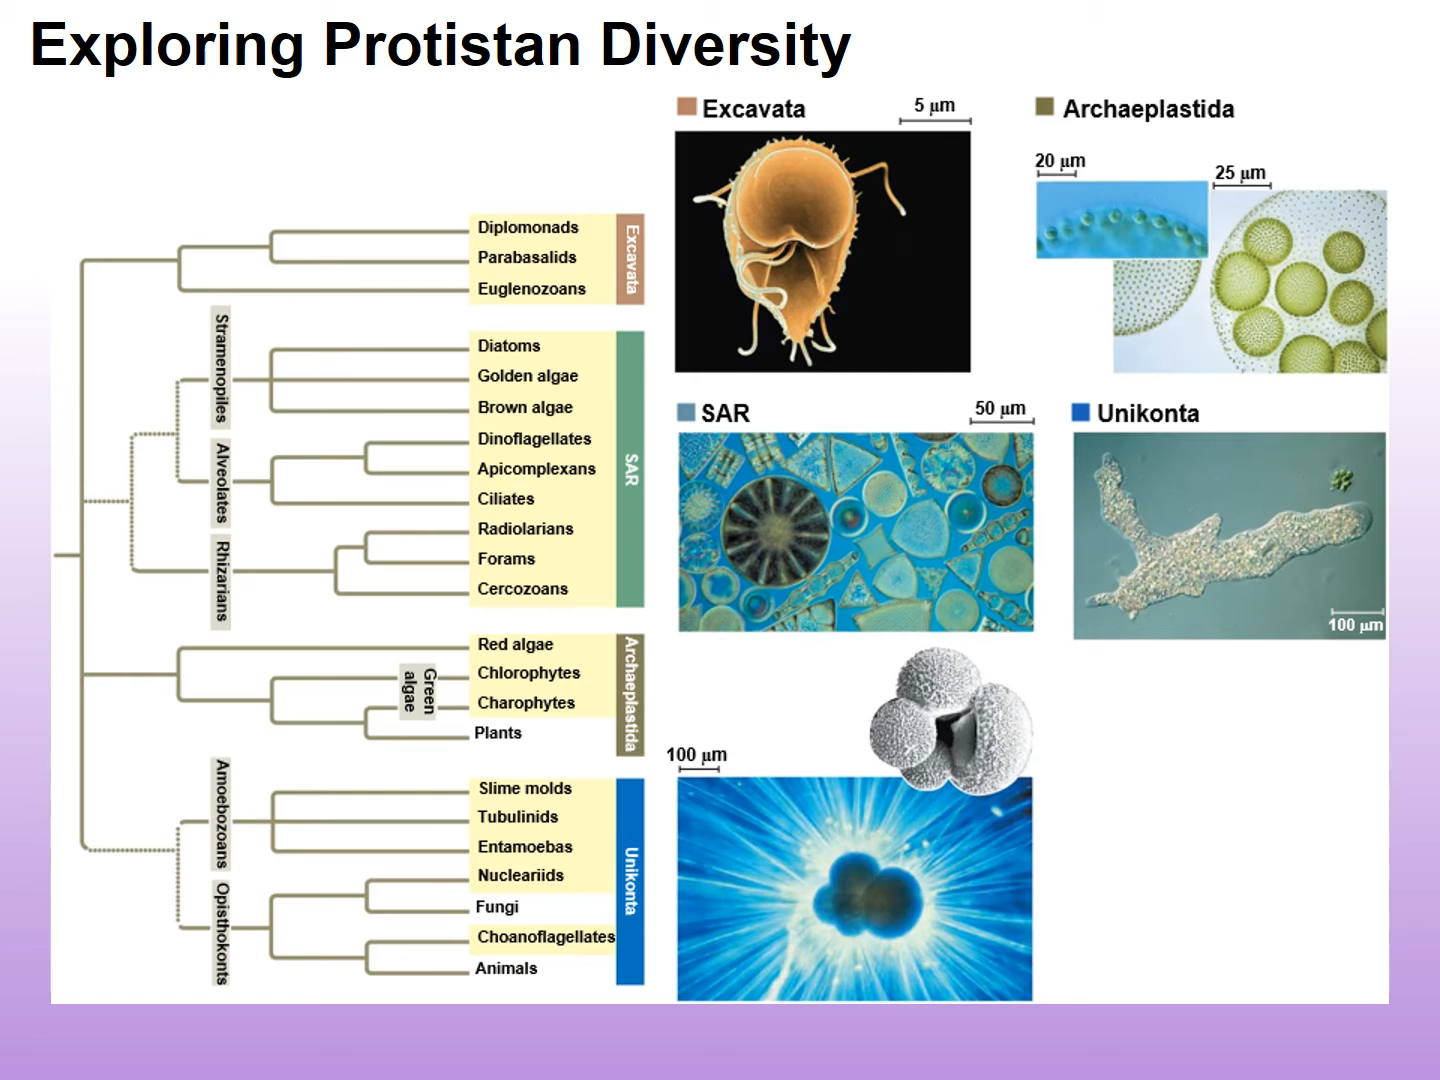 Exploring Protistan Diversity
Diplomonads
Parabasalids
Euglenozoans
Excavata
Stramenopiles
Alveolates
Rhizarians
Diatoms
Golden algae
Brown algae
Dinoflagellates
Apicomplexans
Ciliates
Radiolarians
Forams
Cercozoans
SAR
Red algae
Green
algae
Chlorophytes
Charophytes
Plants
Archaeplastida
Amoebozoans
Opisthokonts
Slime molds
Tubulinids
Entamoebas
Nucleariids
Fungi
Choanoflagellates
Animals
Unikonta
Excavata
5 μm
Archaeplastida
20 μm
25 μm
SAR
50 μm
Unikonta
100 μm
100 μm